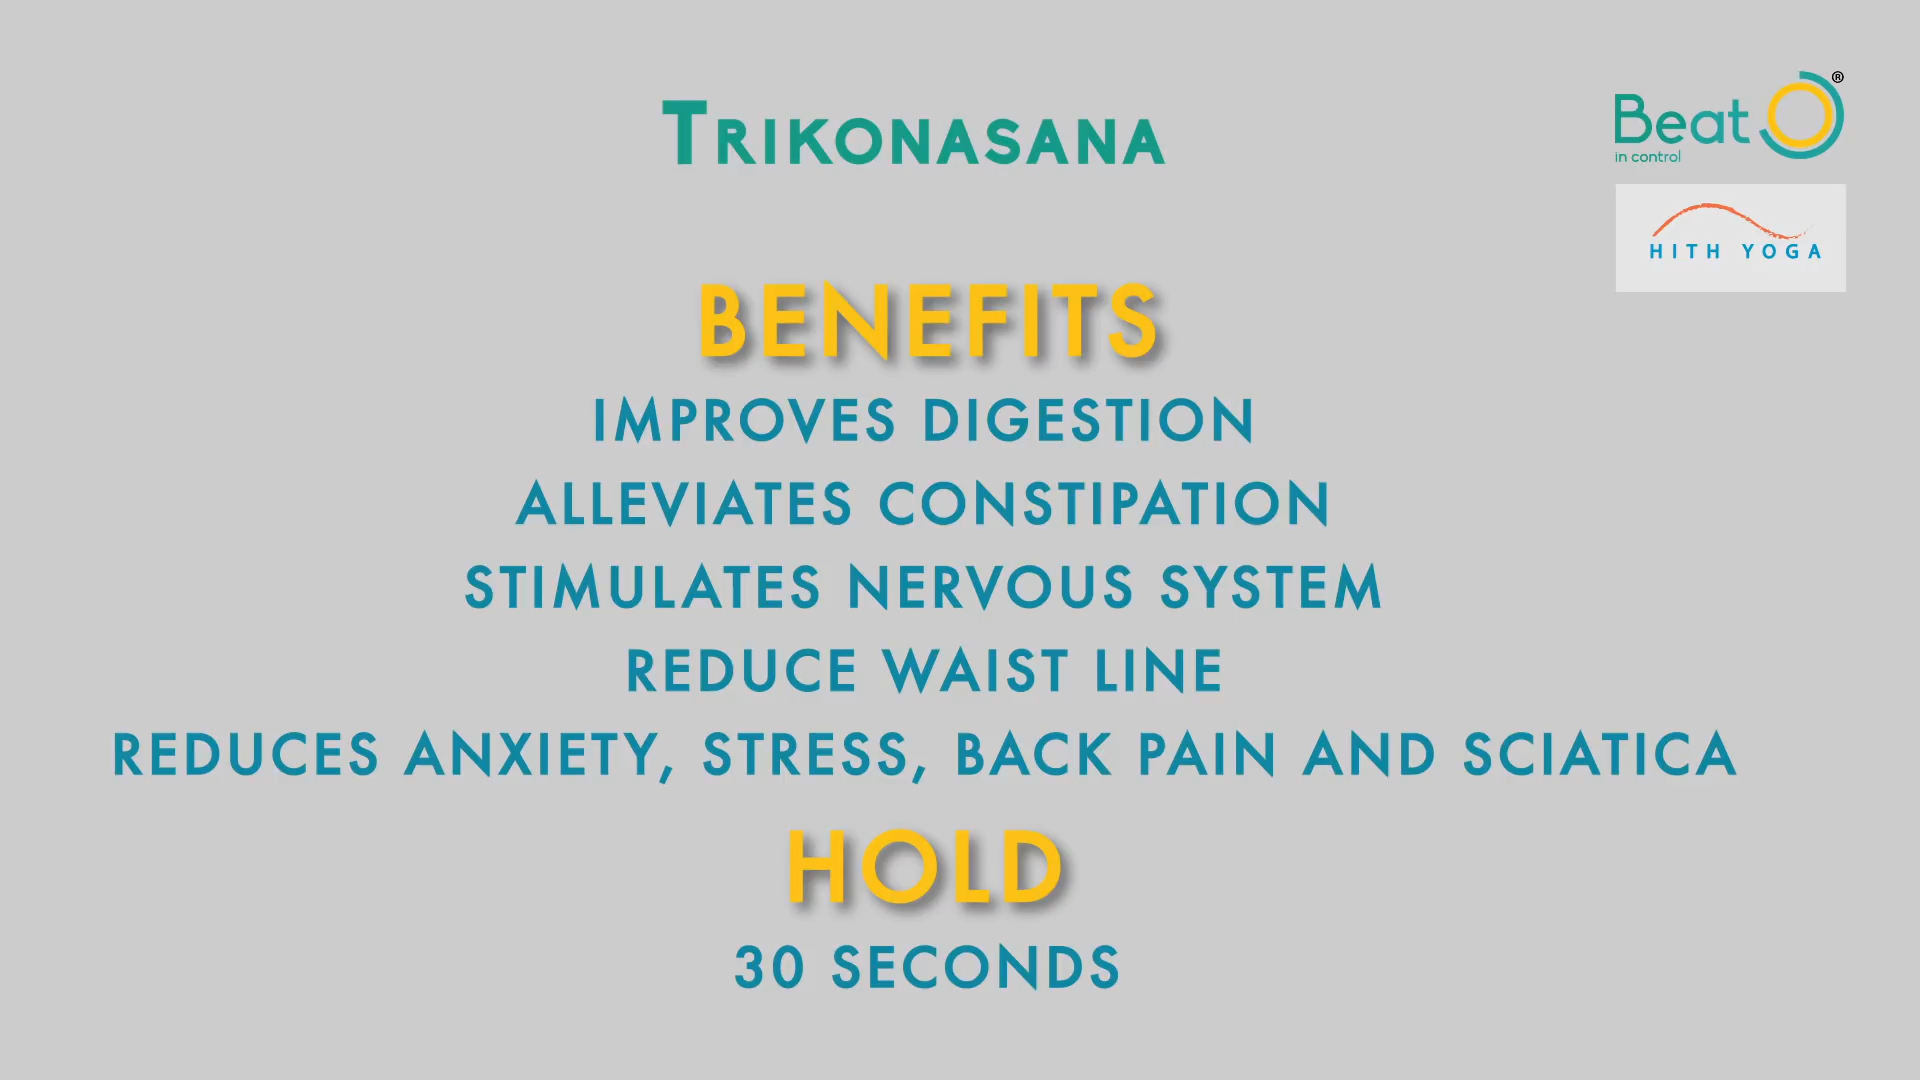 Trikonasana
BeatO®
in control
HITH YOGA
BENEFITS
IMPROVES DIGESTION
ALLEVIATES CONSTIPATION
STIMULATES NERVOUS SYSTEM
REDUCE WAIST LINE
REDUCES ANXIETY, STRESS, BACK PAIN AND SCIATICA
HOLD
30 SECONDS